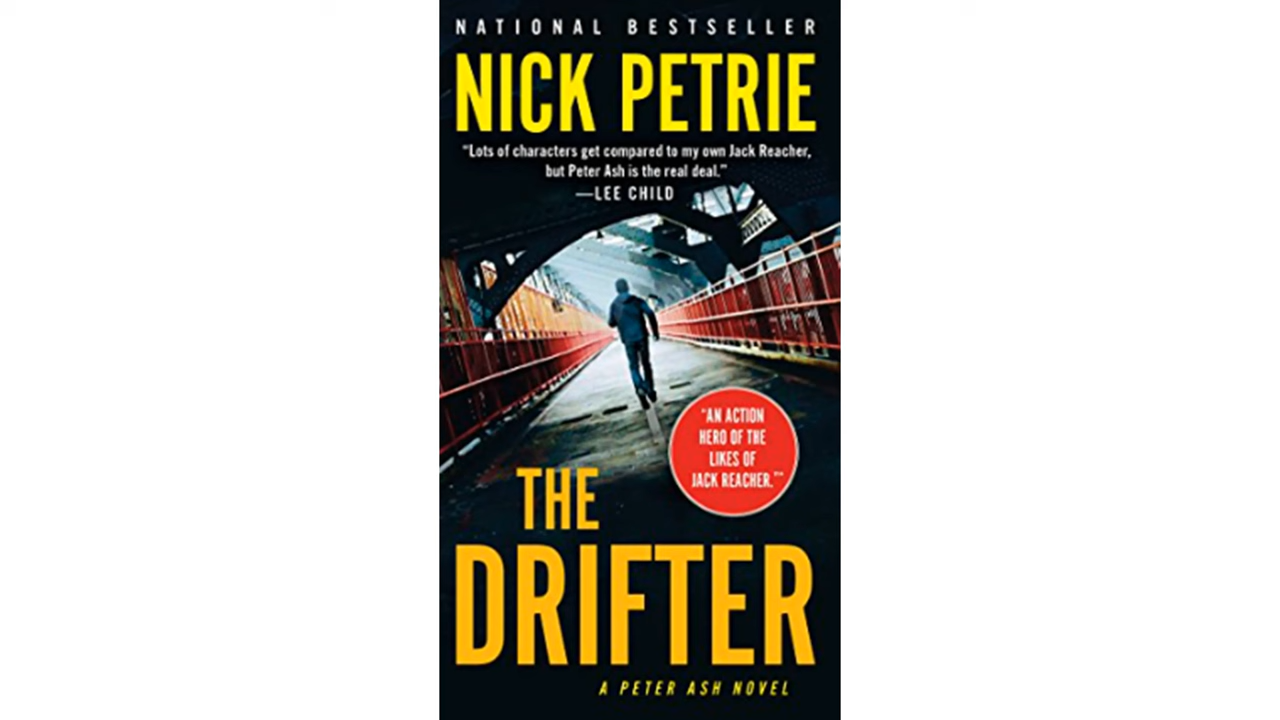 NATIONAL BESTSELLER
NICK PETRIE
“Lots of characters get compared to my own Jack Reacher,
but Peter Ash is the real deal.”
—LEE CHILD
“AN ACTION
HERO OF THE
LIKES OF
JACK REACHER.”*
THE
DRIFTER
A PETER ASH NOVEL